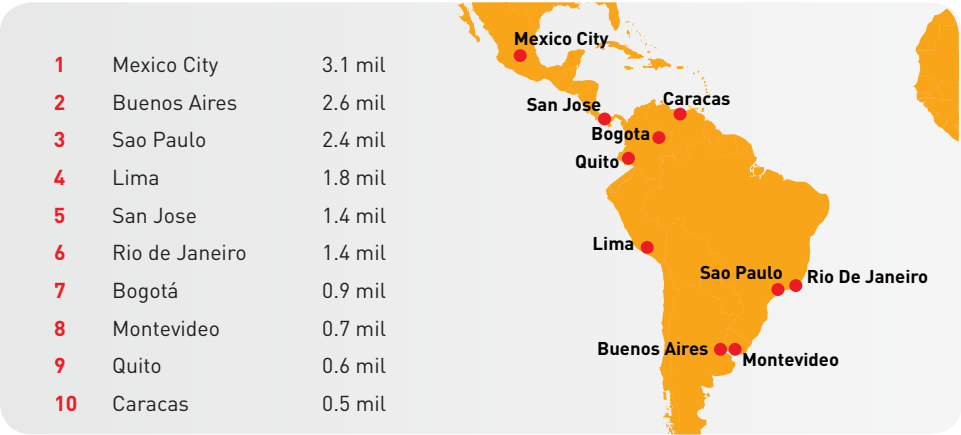 1 Mexico City 3.1 mil
2 Buenos Aires 2.6 mil
3 Sao Paulo 2.4 mil
4 Lima 1.8 mil
5 San Jose 1.4 mil
6 Rio de Janeiro 1.4 mil
7 Bogotá 0.9 mil
8 Montevideo 0.7 mil
9 Quito 0.6 mil
10 Caracas 0.5 mil
Mexico City
San Jose
Caracas
Bogota
Quito
Lima
Sao Paulo
Rio De Janeiro
Buenos Aires
Montevideo